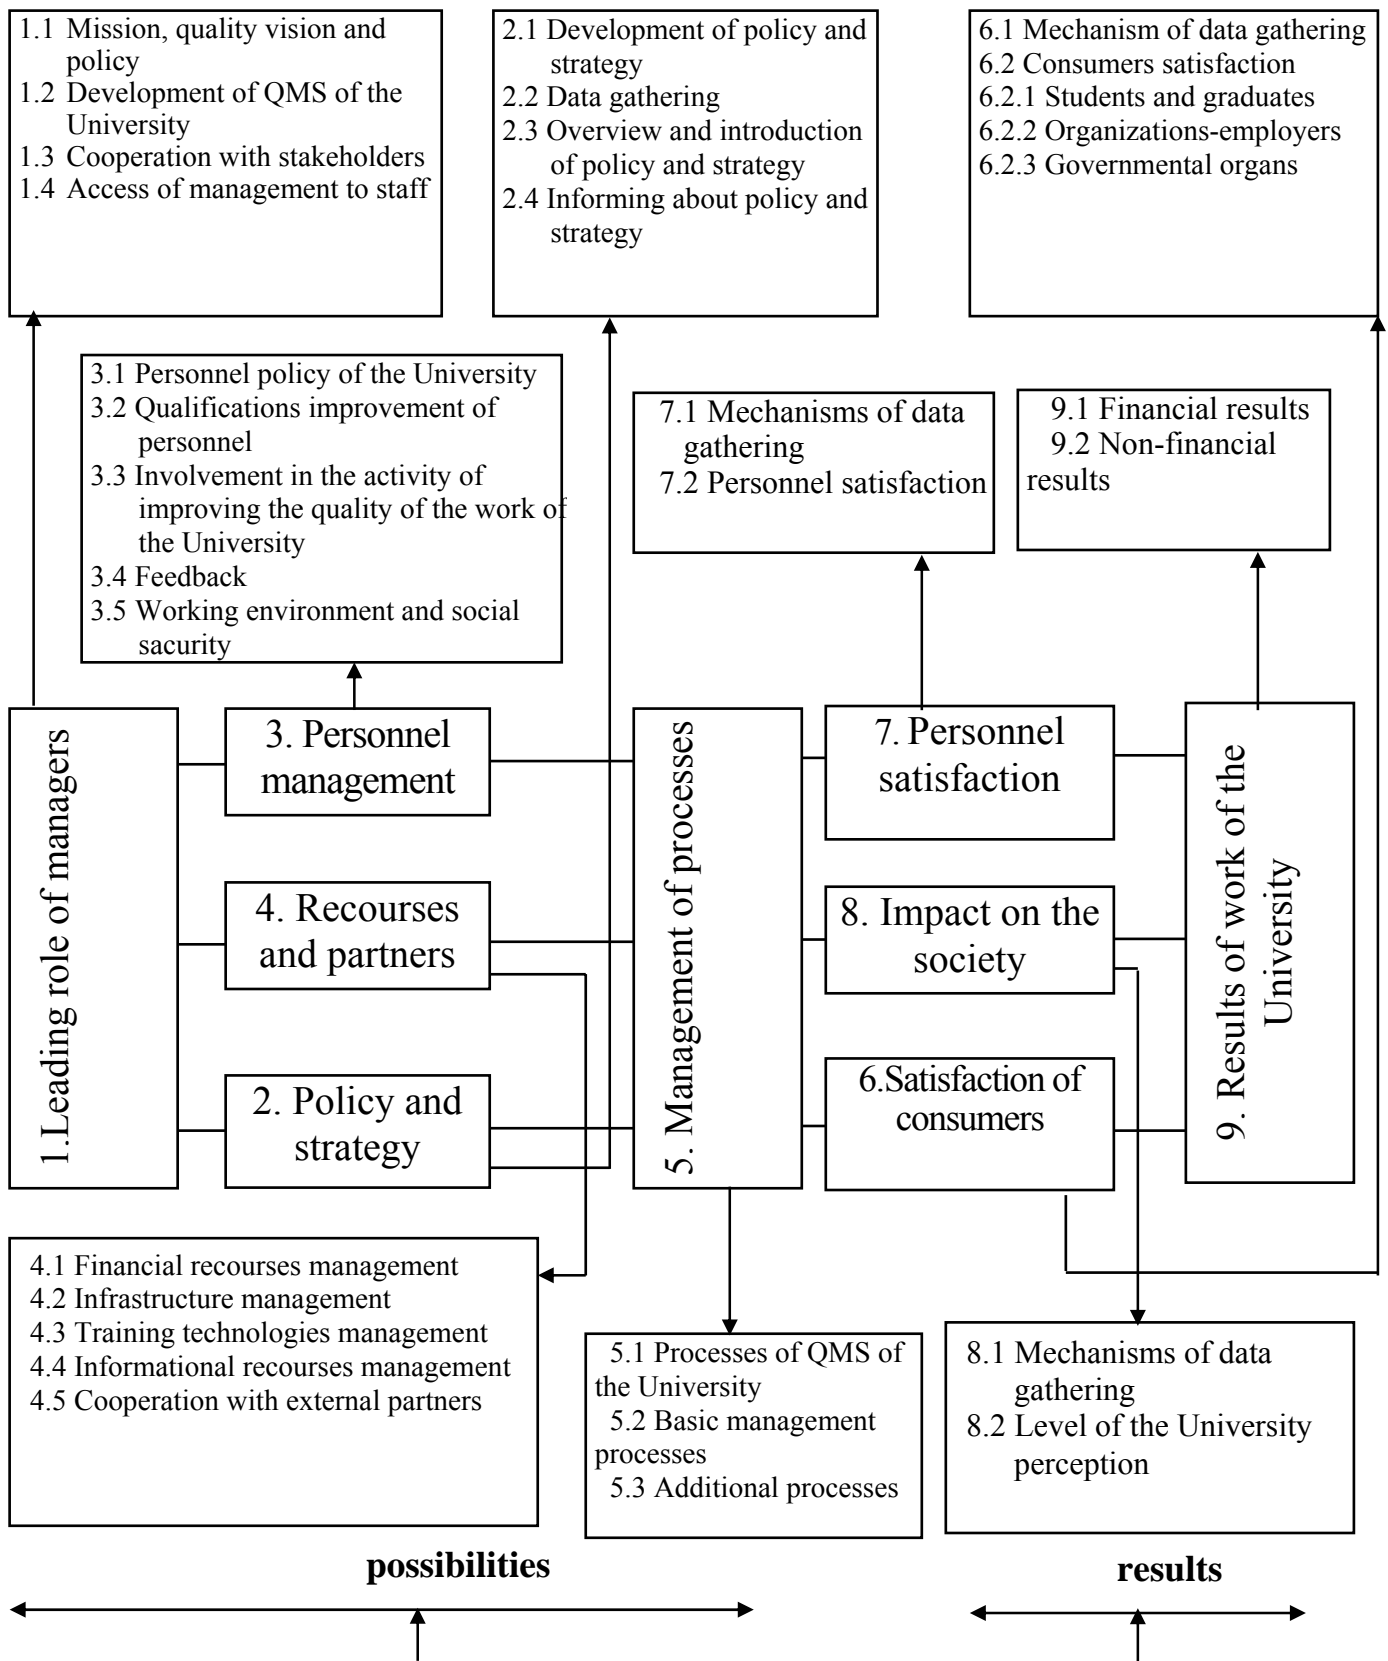 1.1 Mission, quality vision and
policy
1.2 Development of QMS of the
University
1.3 Cooperation with stakeholders
1.4 Access of management to staff
2.1 Development of policy and
strategy
2.2 Data gathering
2.3 Overview and introduction
of policy and strategy
2.4 Informing about policy and
strategy
6.1 Mechanism of data gathering
6.2 Consumers satisfaction
6.2.1 Students and graduates
6.2.2 Organizations-employers
6.2.3 Governmental organs
3.1 Personnel policy of the University
3.2 Qualifications improvement of
personnel
3.3 Involvement in the activity of
improving the quality of the work of
the University
3.4 Feedback
3.5 Working environment and social
sacurity
7.1 Mechanisms of data
gathering
7.2 Personnel satisfaction
9.1 Financial results
9.2 Non-financial
results
1.Leading role of managers
3. Personnel
management
4. Recourses
and partners
2. Policy and
strategy
5. Management of processes
7. Personnel
satisfaction
8. Impact on the
society
6.Satisfaction of
consumers
9. Results of work of the
University
4.1 Financial recourses management
4.2 Infrastructure management
4.3 Training technologies management
4.4 Informational recourses management
4.5 Cooperation with external partners
5.1 Processes of QMS of
the University
5.2 Basic management
processes
5.3 Additional processes
8.1 Mechanisms of data
gathering
8.2 Level of the University
perception
possibilities
results